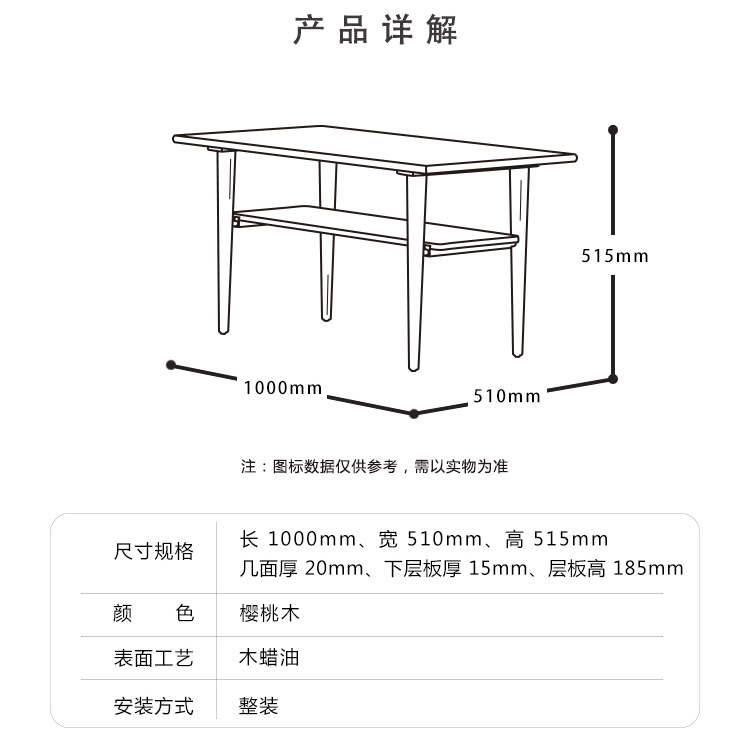 产品详解
515mm
1000mm
510mm
注：图标数据仅供参考，需以实物为准
尺寸规格 长 1000mm、宽 510mm、高 515mm
几面厚 20mm、下层板厚 15mm、层板高 185mm
颜 色 樱桃木
表面工艺 木蜡油
安装方式 整装